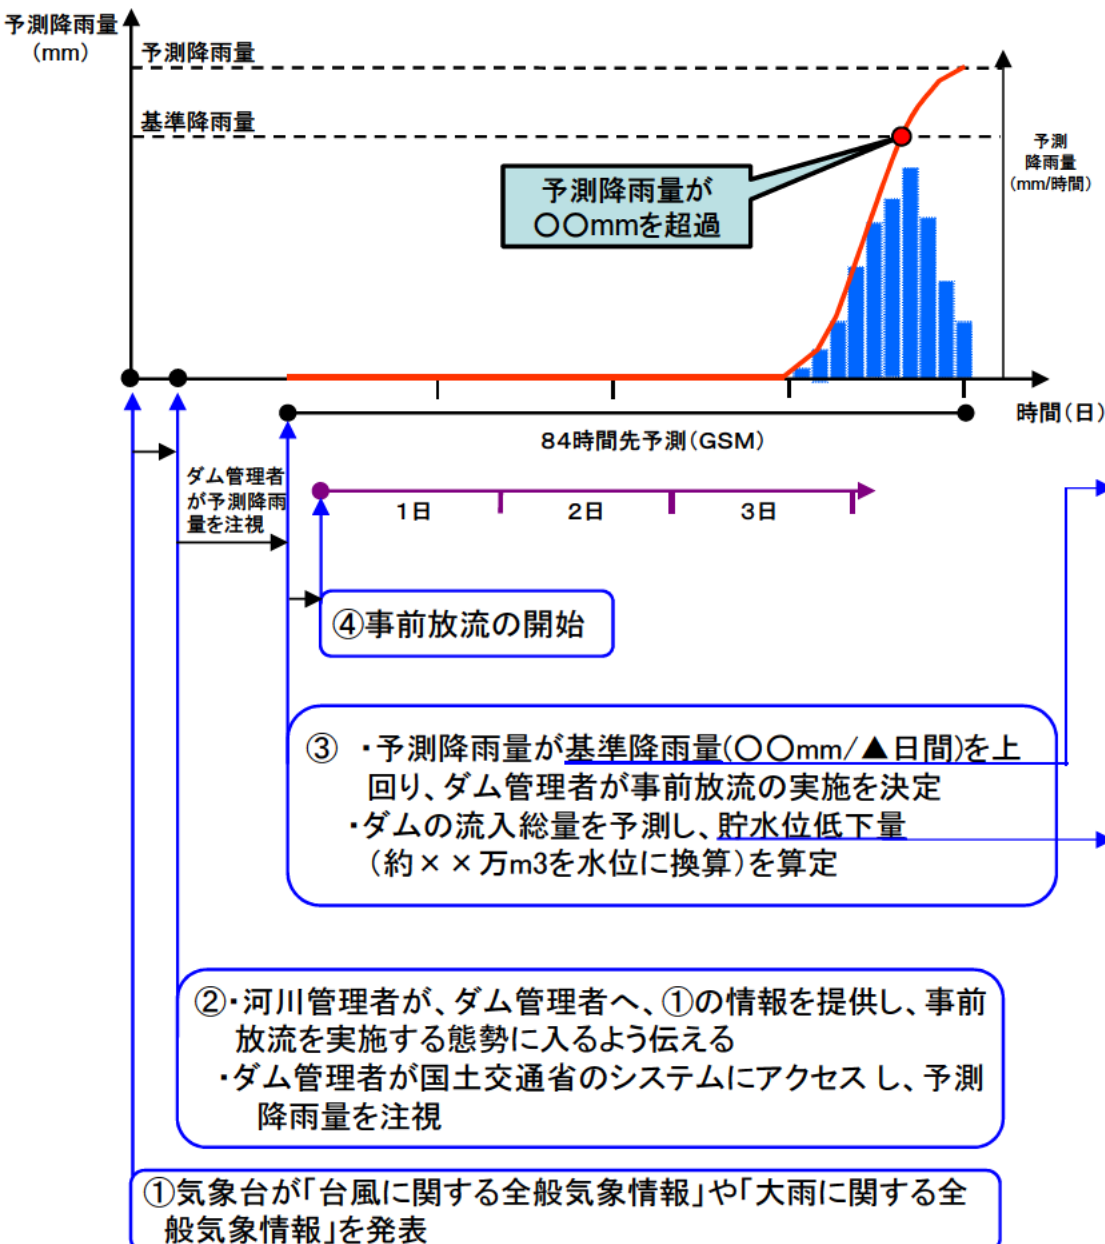 予測降雨量
(mm)
予測降雨量
基準降雨量
予測
降雨量
(mm/時間)
予測降雨量が
〇〇mmを超過
時間(日)
84時間先予測(GSM)
ダム管理者
が予測降雨
量を注視
1日
2日
3日
④事前放流の開始
③ ・予測降雨量が基準降雨量(〇〇mm/▲日間)を上
回り、ダム管理者が事前放流の実施を決定
・ダムの流入総量を予測し、貯水位低下量
(約××万m3を水位に換算)を算定
②・河川管理者が、ダム管理者へ、①の情報を提供し、事前
放流を実施する態勢に入るよう伝える
・ダム管理者が国土交通省のシステムにアクセスし、予測
降雨量を注視
①気象台が「台風に関する全般気象情報」や「大雨に関する全
般気象情報」を発表